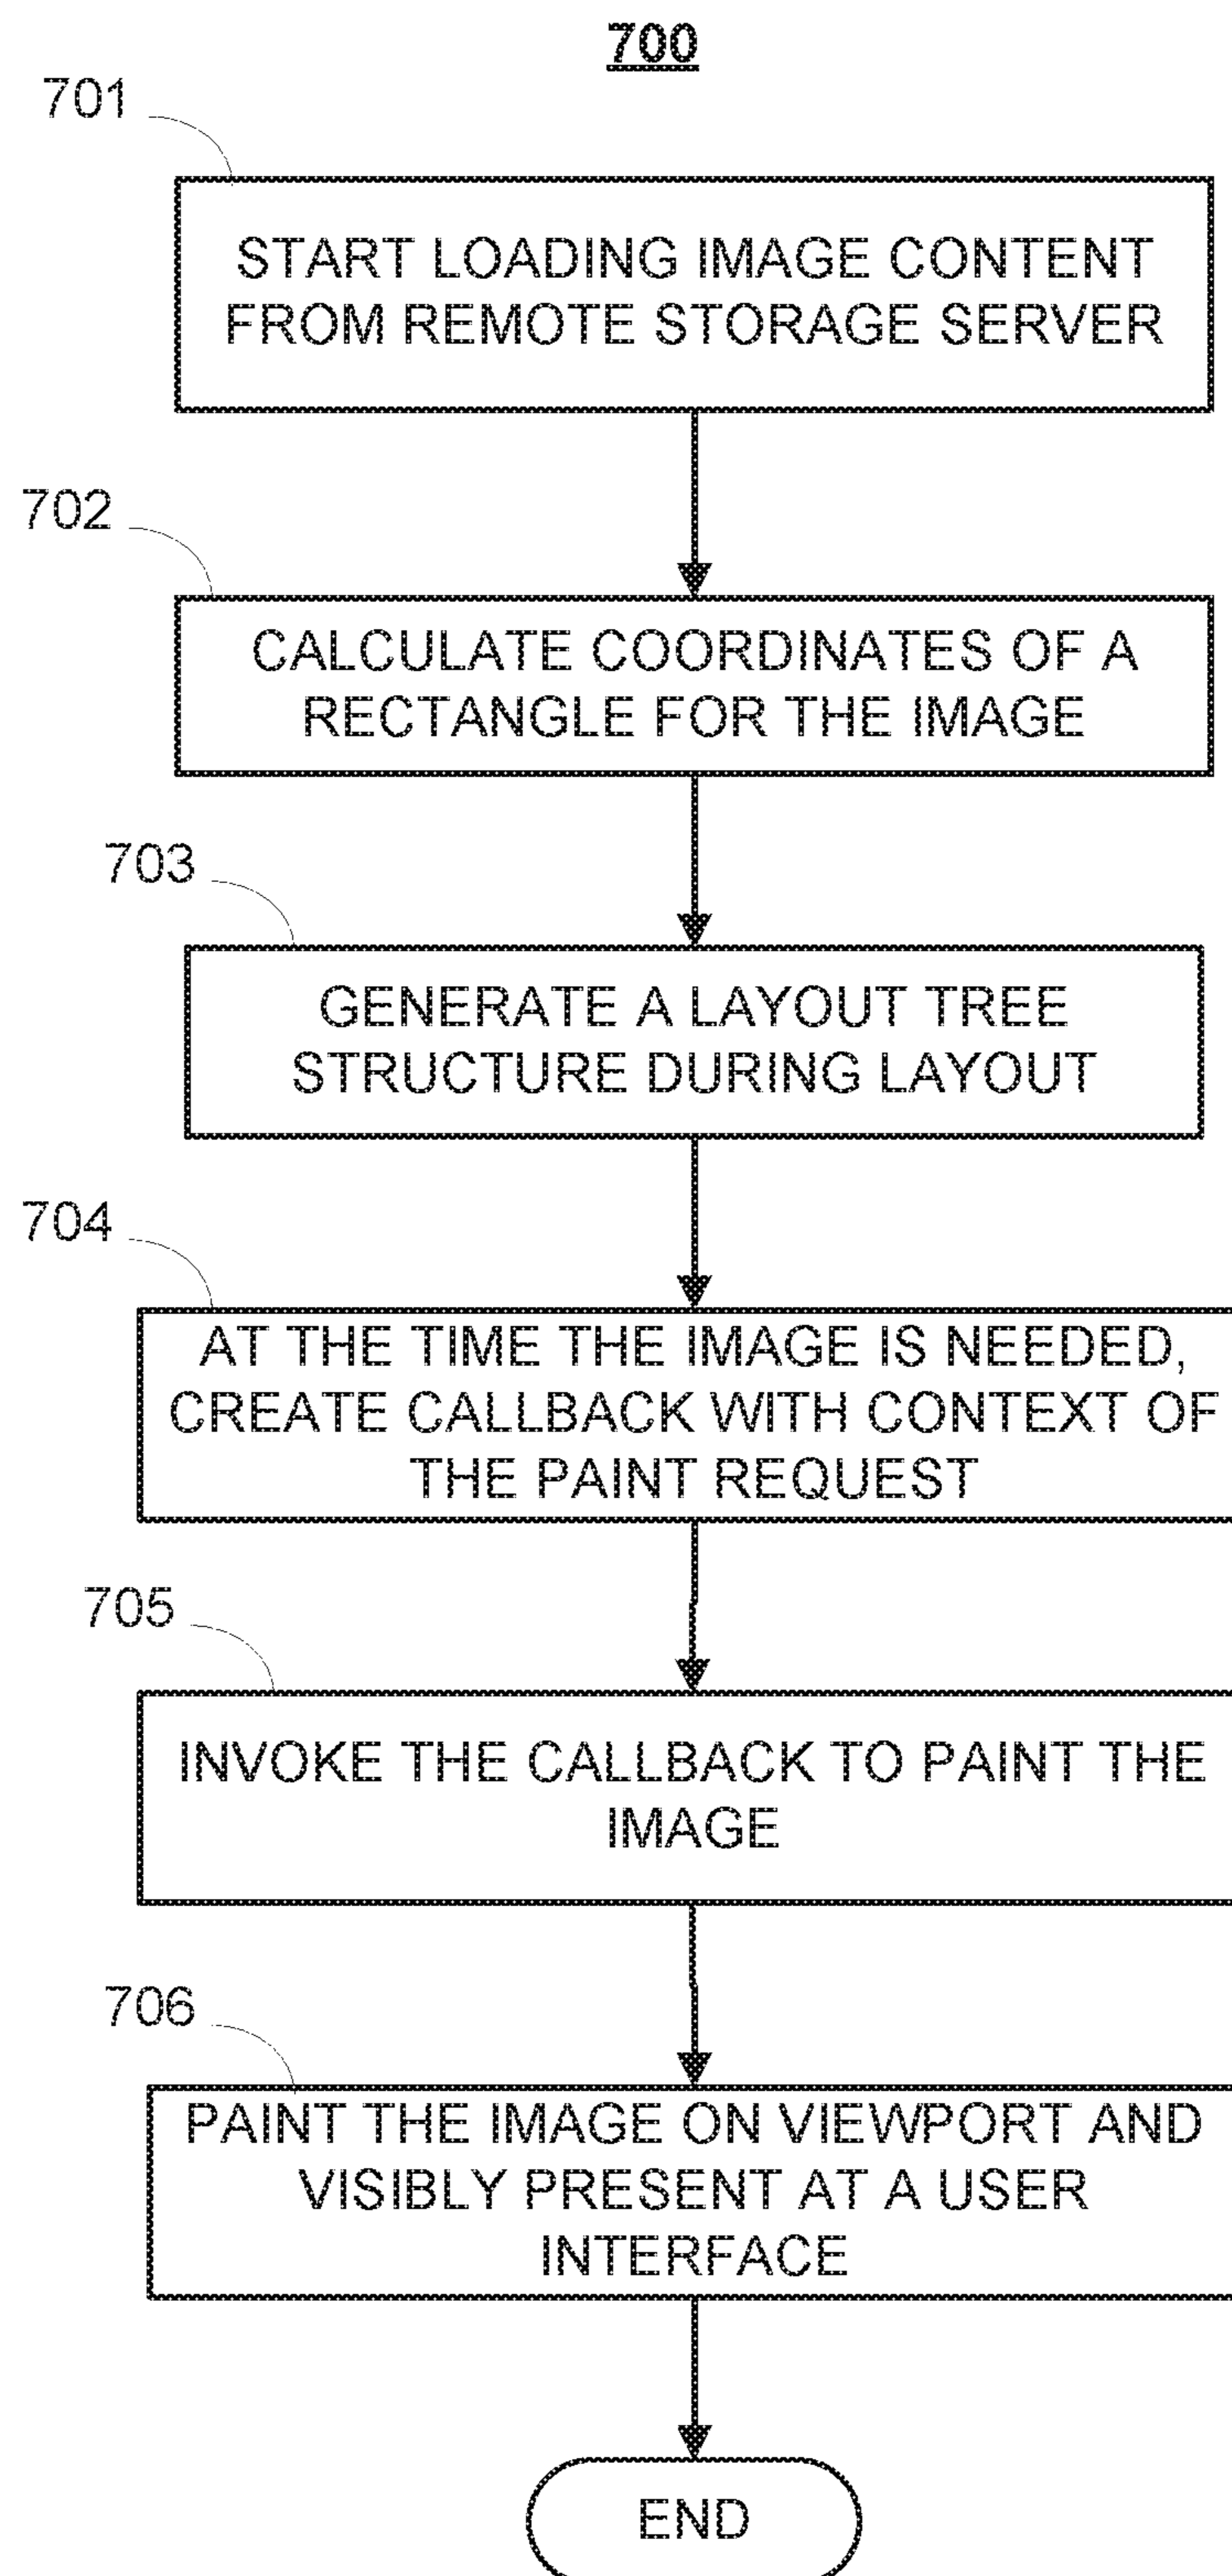 700
701
START LOADING IMAGE CONTENT
FROM REMOTE STORAGE SERVER
702
CALCULATE COORDINATES OF A
RECTANGLE FOR THE IMAGE
703
GENERATE A LAYOUT TREE
STRUCTURE DURING LAYOUT
704
AT THE TIME THE IMAGE IS NEEDED,
CREATE CALLBACK WITH CONTEXT OF
THE PAINT REQUEST
705
INVOKE THE CALLBACK TO PAINT THE
IMAGE
706
PAINT THE IMAGE ON VIEWPORT AND
VISIBLY PRESENT AT A USER
INTERFACE
END